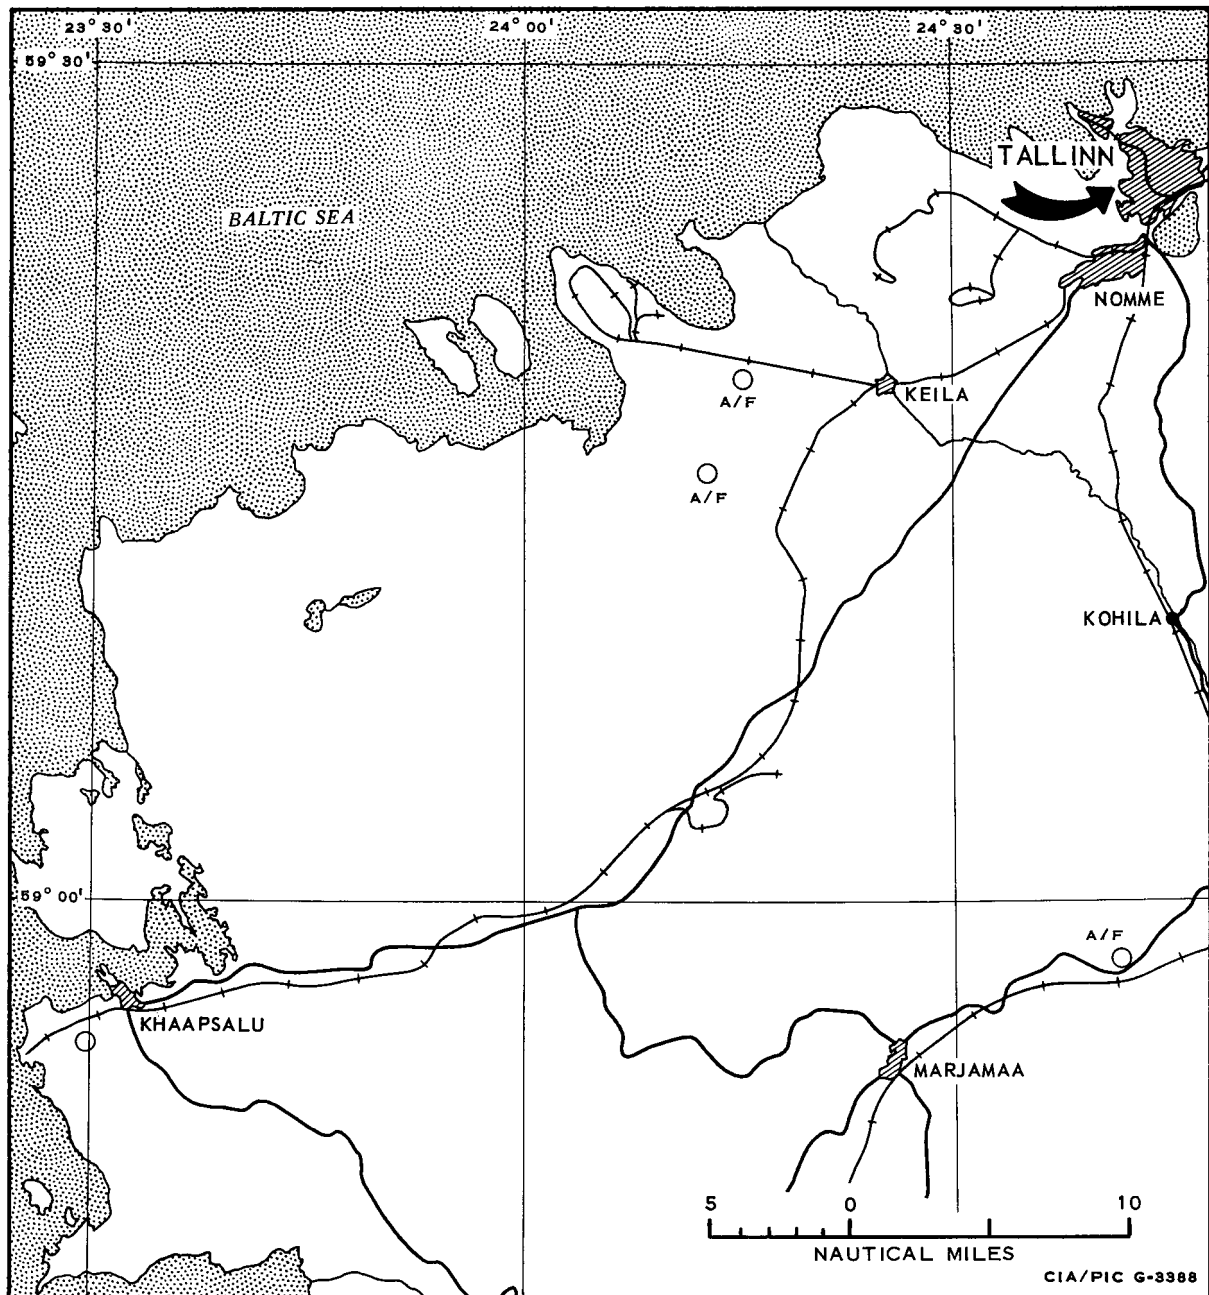 23° 30'
24° 00'
24° 30'
59° 30'
TALLINN
BALTIC SEA
NOMME
KEILA
A/F
A/F
KOHILA
59° 00'
A/F
KHAAPSALU
MARJAMAA
5 0 10
NAUTICAL MILES
CIA/PIC G-3388